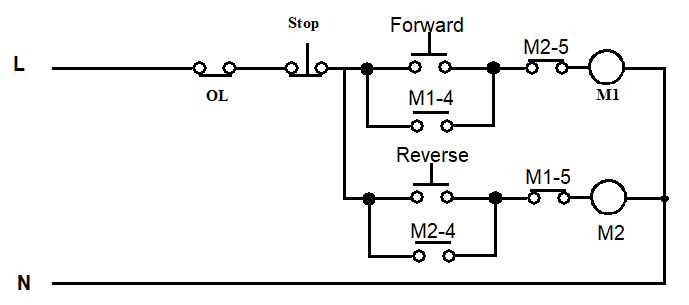 Forward
Stop
M2-5
L
OL
M1-4
M1
Reverse
M1-5
M2-4
M2
N